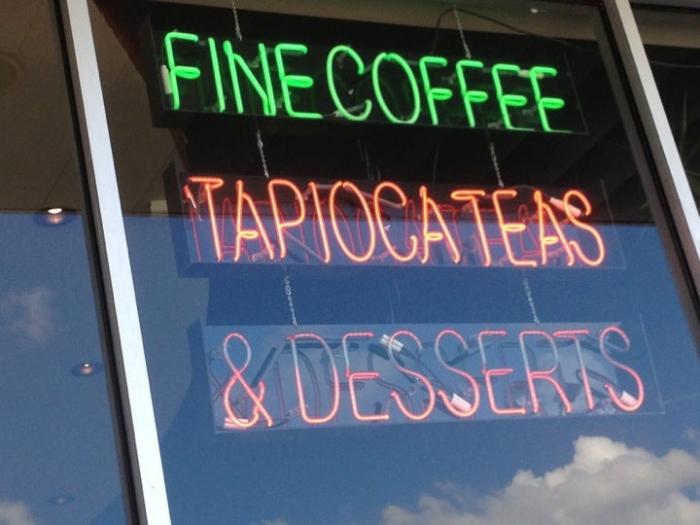 FINE COFFEE
TAPIOCA TEAS
& DESSERTS